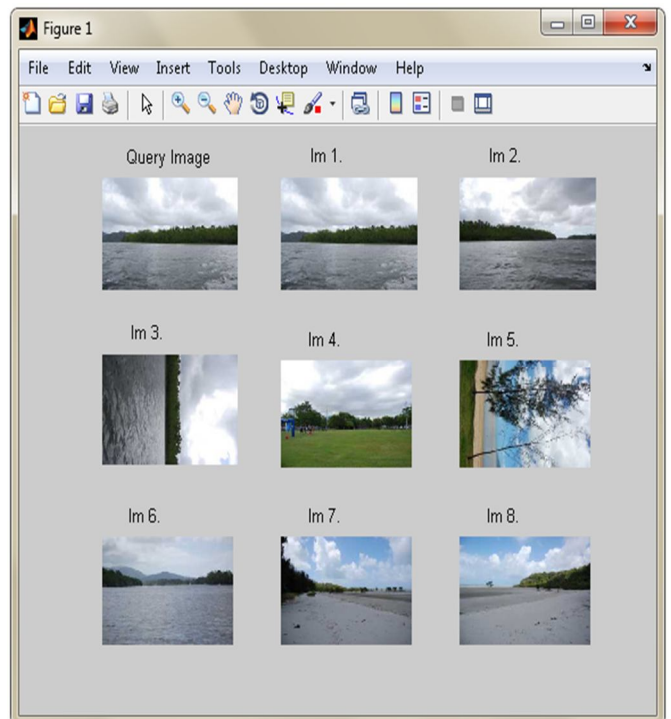 Figure 1
File Edit View Insert Tools Desktop Window Help
Query Image Im 1. Im 2.
Im 3. Im 4. Im 5.
Im 6. Im 7. Im 8.